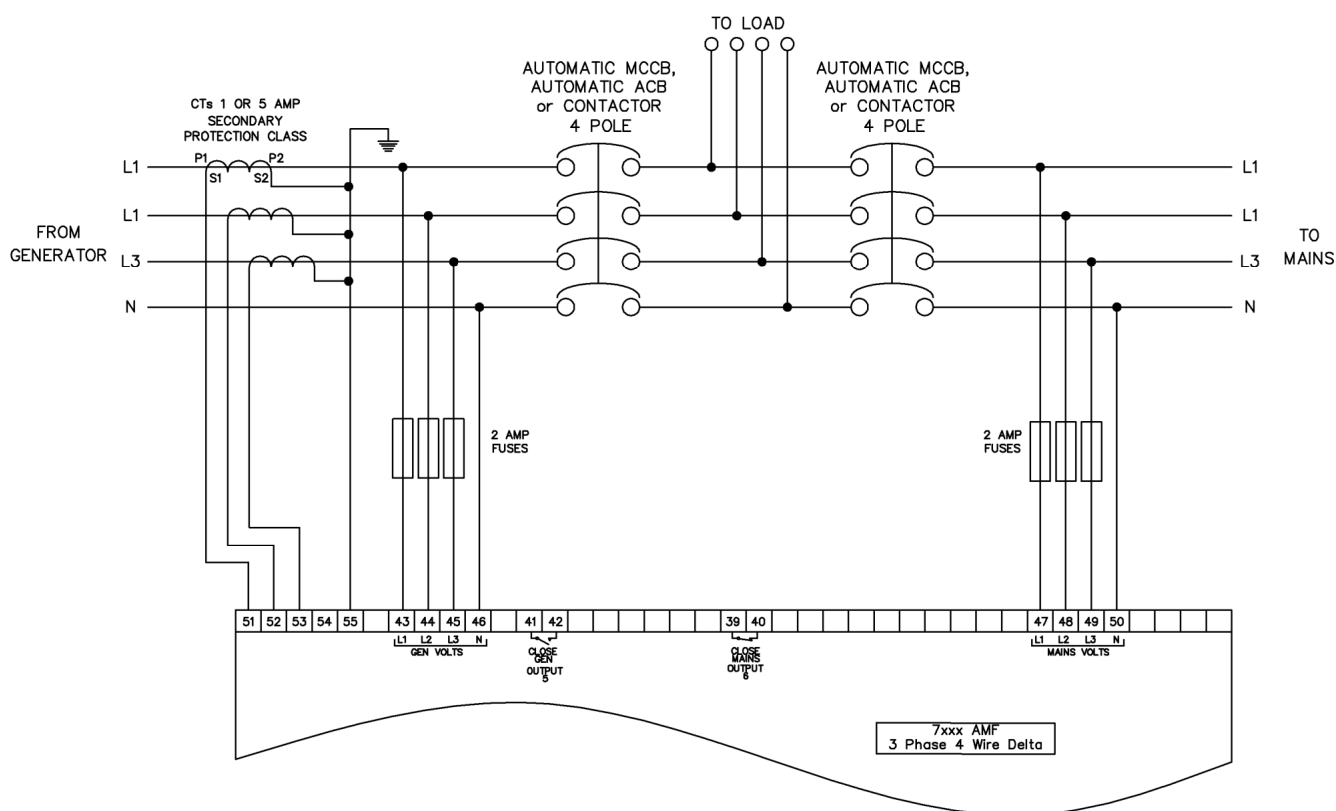 TO LOAD
AUTOMATIC MCCB,
AUTOMATIC ACB
or CONTACTOR
4 POLE
AUTOMATIC MCCB,
AUTOMATIC ACB
or CONTACTOR
4 POLE
CTs 1 OR 5 AMP
SECONDARY
PROTECTION CLASS
P1 P2
S1 S2
L1
L1
L3
N
FROM
GENERATOR
L1
L1
L3
N
TO
MAINS
2 AMP
FUSES
2 AMP
FUSES
51 52 53 54 55 43 44 45 46 41 42 39 40 47 48 49 50
L1 L2 L3 N
GEN VOLTS
CLOSE
GEN
OUTPUT
5
CLOSE
MAINS
OUTPUT
6
L1 L2 L3 N
MAINS VOLTS
7xxx AMF
3 Phase 4 Wire Delta